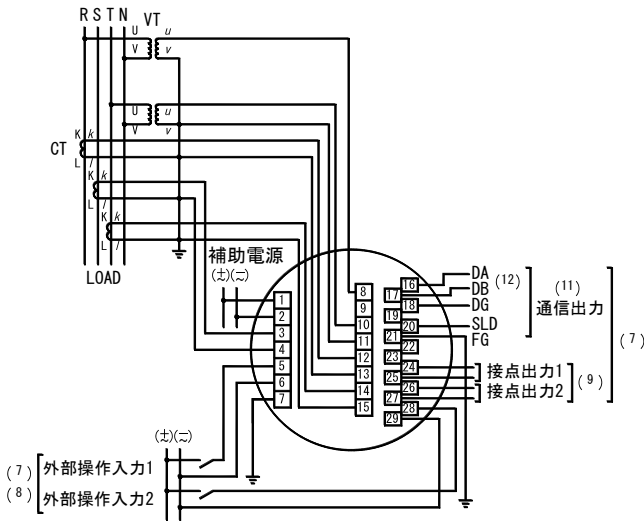 R S T N VT
U u
V v
U u
V v
CT
K k
L l
K k
L l
K k
L l
LOAD
補助電源
(±)(∓)
1
2
3
4
5
6
7
8
9
10
11
12
13
14
15
16
17
18
19
20
21
22
23
24
25
26
27
28
29
DA
DB
(12)
DG
SLD
FG
(11)
通信出力
(7)
接点出力1
接点出力2
(9)
(±)(∓)
(7)
外部操作入力1
(8)
外部操作入力2